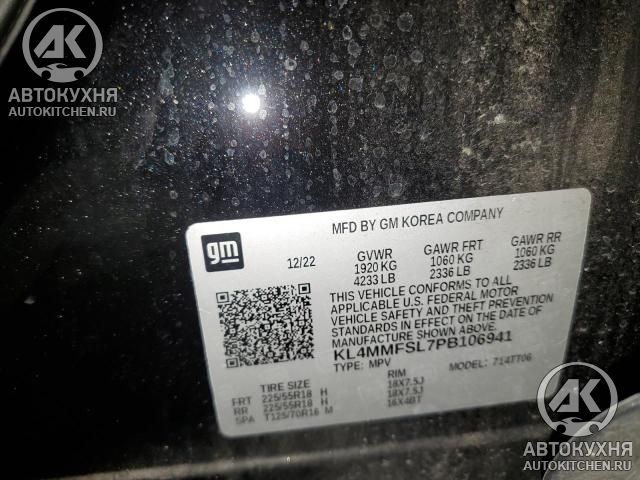 АК
АВТОКУХНЯ
AUTOKITCHEN.RU
MFD BY GM KOREA COMPANY
gm
12/22
GVWR GAWR FRT GAWR RR
1920 KG 1060 KG 1060 KG
4233 LB 2336 LB 2336 LB
THIS VEHICLE CONFORMS TO ALL
APPLICABLE U.S. FEDERAL MOTOR
VEHICLE SAFETY AND THEFT PREVENTION
STANDARDS IN EFFECT ON THE DATE OF
MANUFACTURE SHOWN ABOVE.
KL4MMFSL7PB106941
TYPE: MPV MODEL: 714TT06
TIRE SIZE RIM
FRT 225/55R18 H 18X7.5J
RR 225/55R18 H 18X7.5J
SPA T125/70R16 M 16X4BT
АК
АВТОКУХНЯ
AUTOKITCHEN.RU